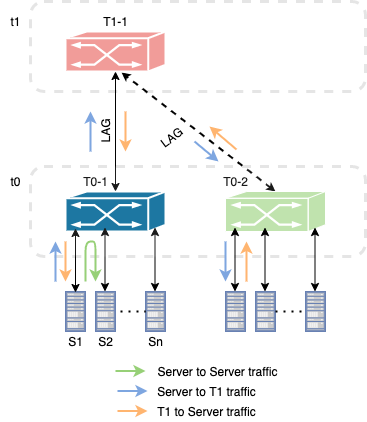 t1
T1-1
LAG
LAG
t0
T0-1
T0-2
S1
S2
Sn
Server to Server traffic
Server to T1 traffic
T1 to Server traffic